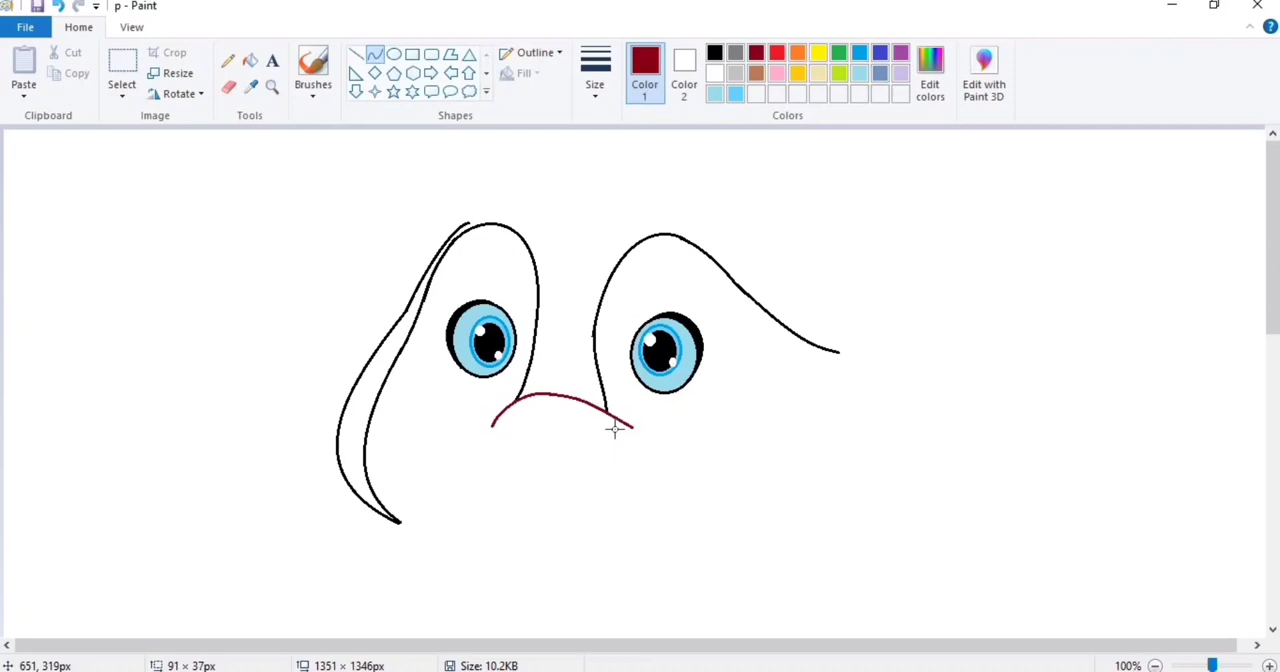 p - Paint
File Home View
Paste
Cut
Copy
Clipboard
Select
Crop
Resize
Rotate
Image
Tools
Brushes
Shapes
Outline
Fill
Size
Color 1
Color 2
Edit colors
Colors
Edit with Paint 3D
651, 319px 91 × 37px 1351 × 1346px Size: 10.2KB 100%